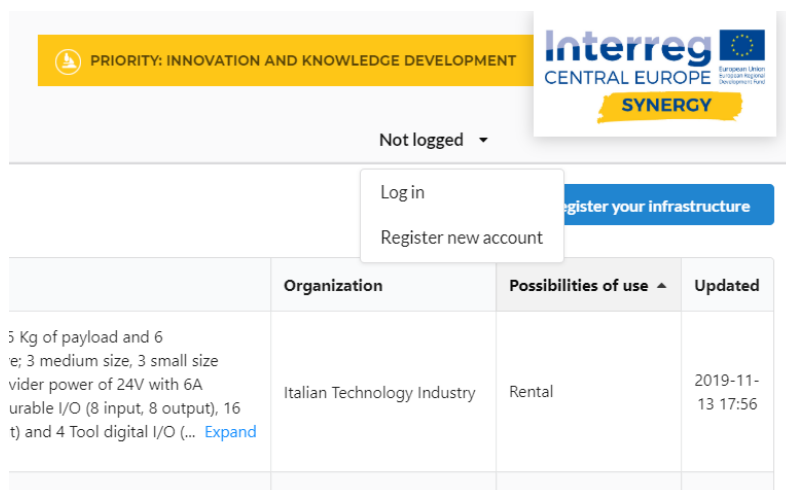 PRIORITY: INNOVATION AND KNOWLEDGE DEVELOPMENT
Interreg
CENTRAL EUROPE
European Union
European Regional
Development Fund
SYNERGY
Not logged
Log in
Register new account
egister your infrastructure
Organization
Possibilities of use
Updated
5 Kg of payload and 6
e; 3 medium size, 3 small size
vider power of 24V with 6A
urable I/O (8 input, 8 output), 16
t) and 4 Tool digital I/O (... Expand
Italian Technology Industry
Rental
2019-11-
13 17:56